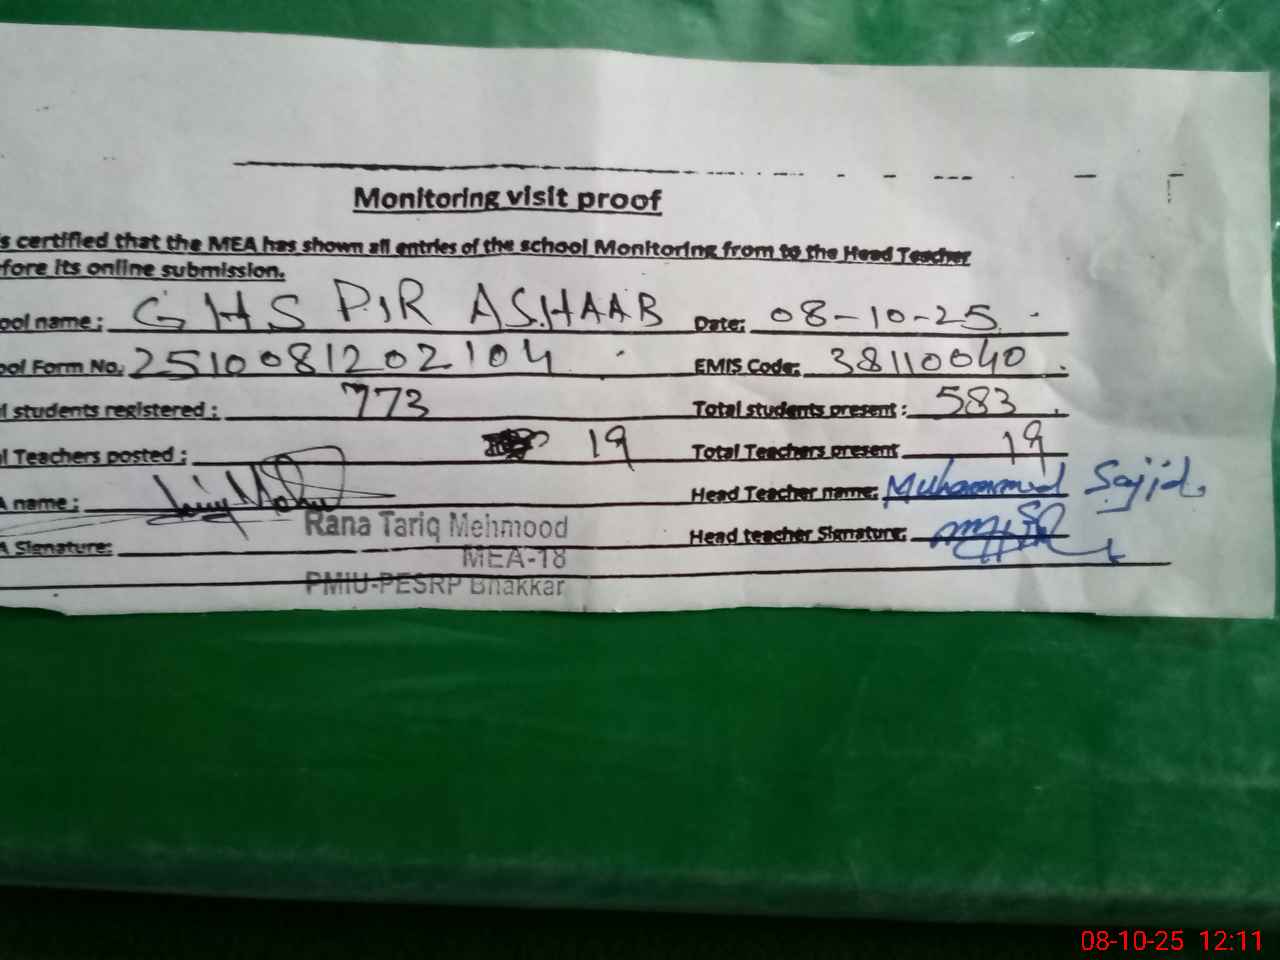 Monitoring visit proof
s certified that the MEA has shown all entries of the school Monitoring from to the Head Teacher
fore its online submission.
ool name: GHS PIR ASHAAB Date: 08-10-25
ool Form No. 2510081202104 EMIS Code: 38110040
l students registered: 773 Total students present: 583
l Teachers posted: 19 Total Teachers present 19
A name: Head Teacher name: Muhammad Sajid
Rana Tariq Mehmood
A Signature: Head teacher Signature:
MEA-18
PMIU-PESRP Bhakkar
08-10-25 12:11